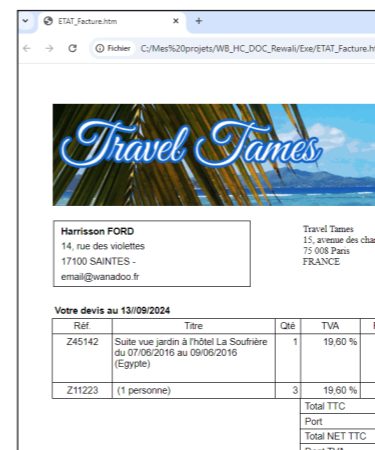 ETAT_Facture.htm
Fichier C:/Mes%20projets/WB_HC_DOC_Rewali/Exe/ETAT_Facture.h
Travel Tames
Harrisson FORD
14, rue des violettes
17100 SAINTES -
email@wanadoo.fr
Travel Tames
15, avenue des
75 008 Paris
FRANCE
Votre devis au 13//09/2024
Réf. Titre Qté TVA
Z45142 Suite vue jardin à l'hôtel La Soufrière 1 19,60 %
du 07/06/2016 au 09/06/2016
(Egypte)
Z11223 (1 personne) 3 19,60 %
Total TTC
Port
Total NET TTC